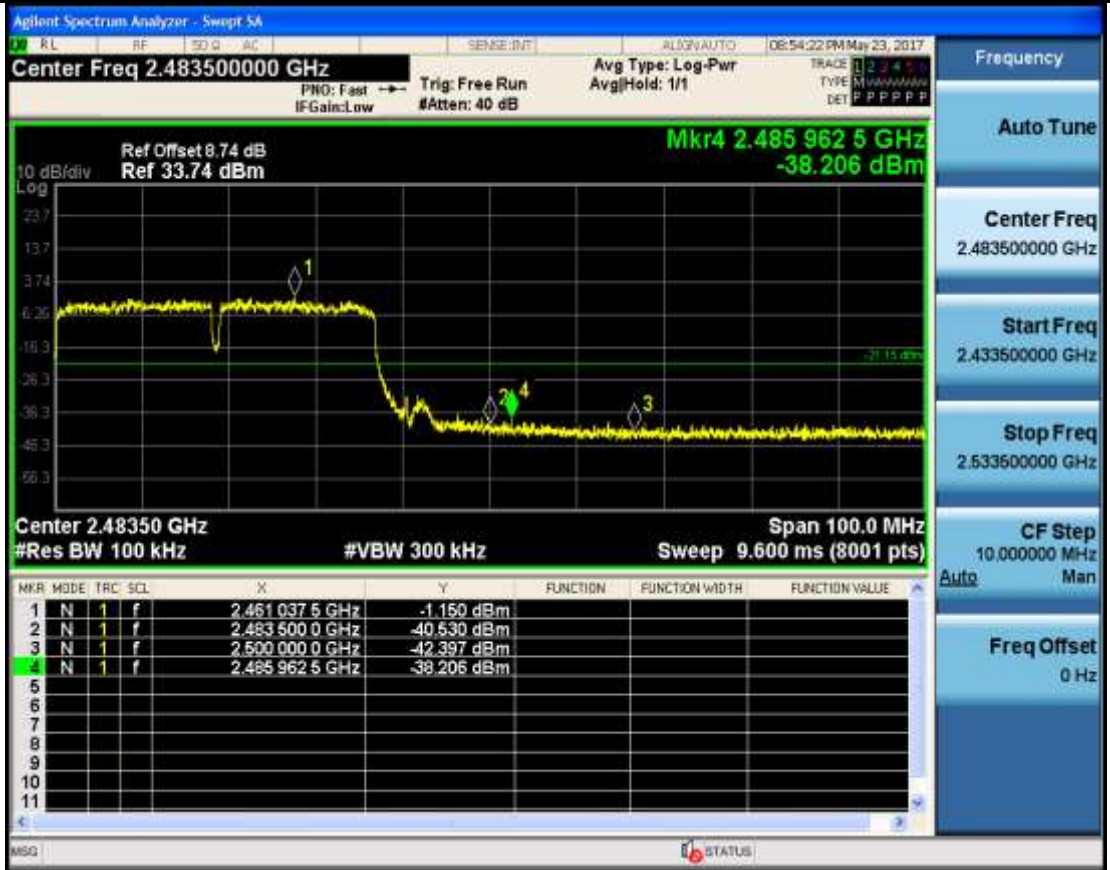 Agilent Spectrum Analyzer - Swept SA
RL RF 50 Ω AC SENSE:INT ALIGN AUTO 08:54:22 PM May 23, 2017
Center Freq 2.483500000 GHz
PNO: Fast
IFGain:Low
Trig: Free Run
#Atten: 40 dB
Avg Type: Log-Pwr
Avg|Hold: 1/1
TRACE 1 2 3 4 5 6
TYPE M
DET P P P P P P
Mkr4 2.485 962 5 GHz
-38.206 dBm
Ref Offset 8.74 dB
10 dB/div Ref 33.74 dBm
Log
23.7
13.7
3.74
-6.26
-16.3
-26.3
-36.3
-46.3
-56.3
1
-21.15 dBm
2 4 3
Center 2.48350 GHz Span 100.0 MHz
#Res BW 100 kHz #VBW 300 kHz Sweep 9.600 ms (8001 pts)
MKR MODE TRC SCL X Y FUNCTION FUNCTION WIDTH FUNCTION VALUE
1 N 1 f 2.461 037 5 GHz -1.150 dBm
2 N 1 f 2.483 500 0 GHz -40.530 dBm
3 N 1 f 2.500 000 0 GHz -42.397 dBm
4 N 1 f 2.485 962 5 GHz -38.206 dBm
5
6
7
8
9
10
11
MSG STATUS
Frequency
Auto Tune
Center Freq
2.483500000 GHz
Start Freq
2.433500000 GHz
Stop Freq
2.533500000 GHz
CF Step
10.000000 MHz
Auto Man
Freq Offset
0 Hz